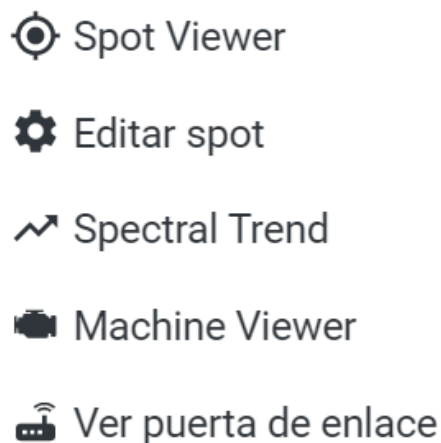 Spot Viewer
Editar spot
Spectral Trend
Machine Viewer
Ver puerta de enlace